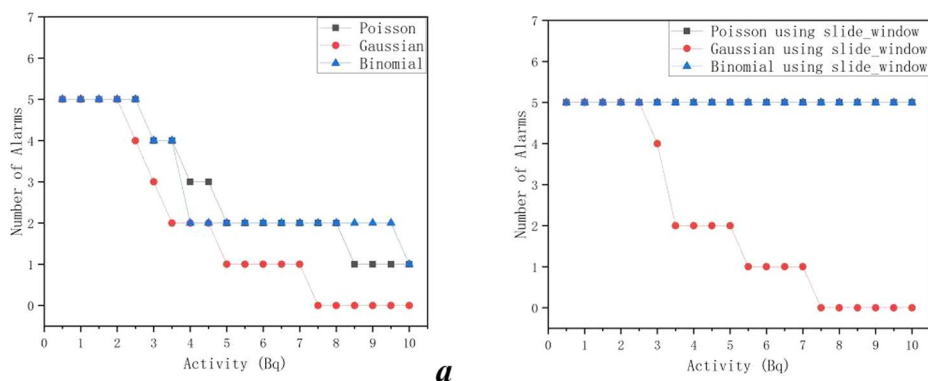 7
6
5
4
3
2
1
0
Number of Alarms
Poisson
Gaussian
Binomial
0 1 2 3 4 5 6 7 8 9 10
Activity (Bq)
a
7
6
5
4
3
2
1
0
Number of Alarms
Poisson using slide_window
Gaussian using slide_window
Binomial using slide_window
0 1 2 3 4 5 6 7 8 9 10
Activity (Bq)